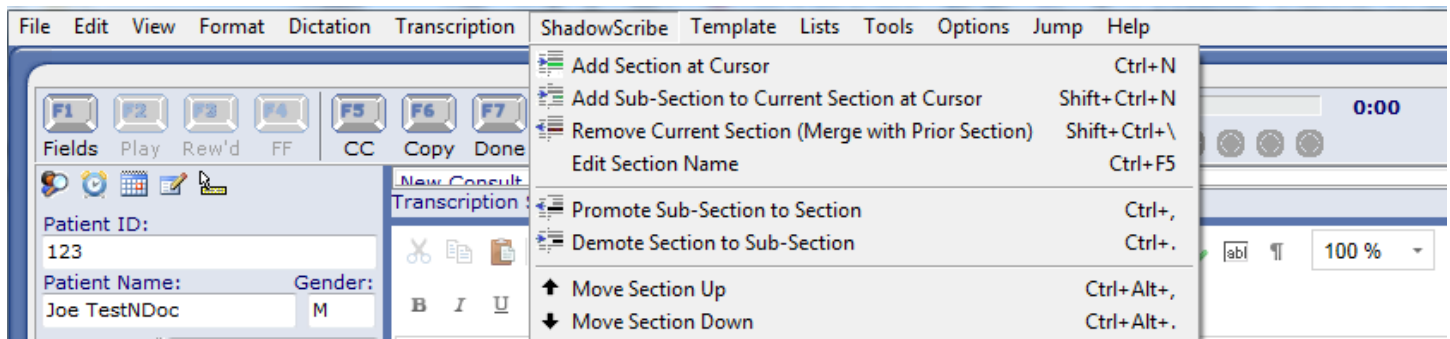 File Edit View Format Dictation Transcription ShadowScribe Template Lists Tools Options Jump Help
Add Section at Cursor Ctrl+N
Add Sub-Section to Current Section at Cursor Shift+Ctrl+N
Remove Current Section (Merge with Prior Section) Shift+Ctrl+\
Edit Section Name Ctrl+F5
Promote Sub-Section to Section Ctrl+,
Demote Section to Sub-Section Ctrl+.
Move Section Up Ctrl+Alt+,
Move Section Down Ctrl+Alt+.
F1 F2 F3 F4 F5 F6 F7
Fields Play Rew'd FF CC Copy Done
0:00
New Consult
Transcription
Patient ID:
123
Patient Name: Gender:
Joe TestNDoc M
B I U
abl ¶ 100 %